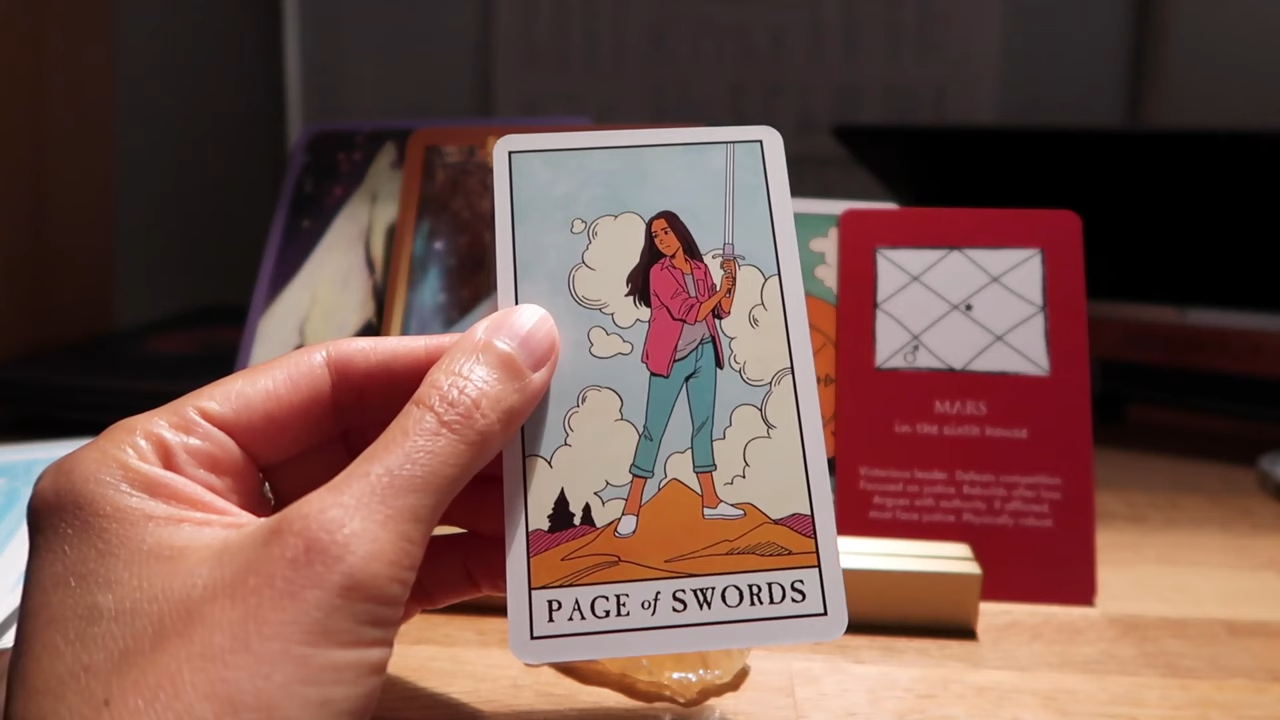 PAGE of SWORDS
MARS
in the sixth house
Victorious leader. Defeats competition.
Focused on justice. Rebuilds after loss.
Argues with authority. If afflicted,
must face justice. Physically robust.